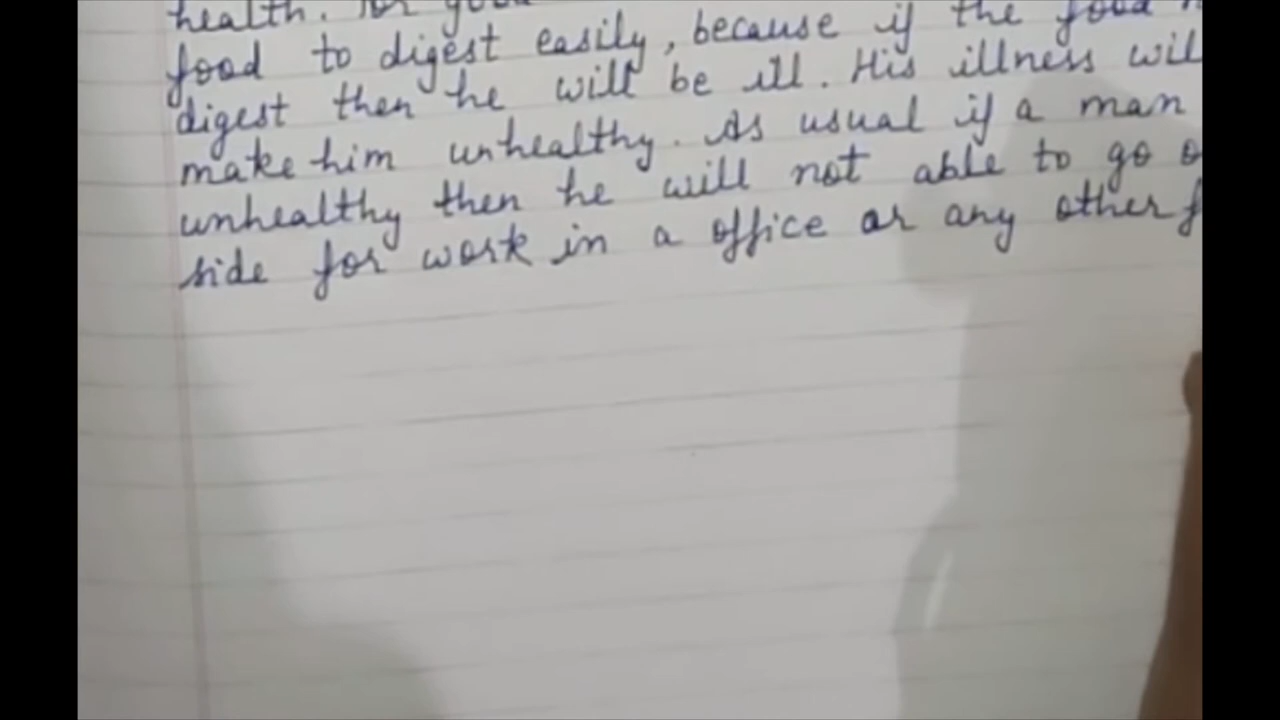 health. For good
food to digest easily, because if the food
digest then he will be ill. His illness will
make him unhealthy. As usual if a man
unhealthy then he will not able to go
side for work in a office or any other